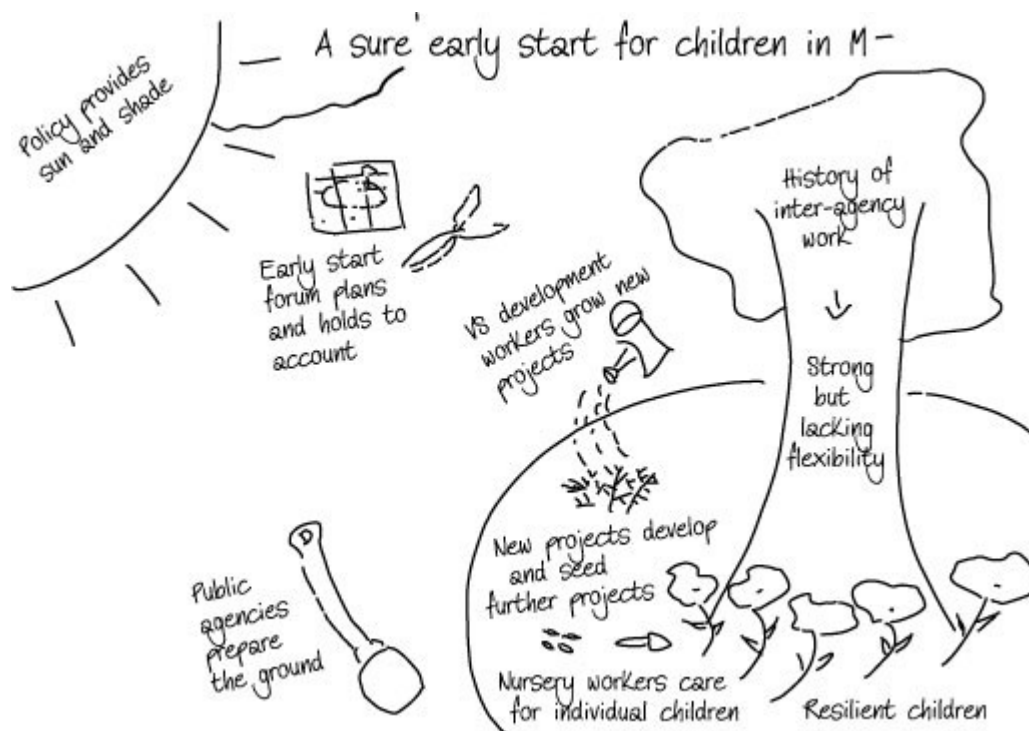 A sure early start for children in M–
Policy provides
sun and shade
History of
inter-agency
work
Early start
forum plans
and holds to
account
VS development
workers grow new
projects
Strong
but
lacking
flexibility
New projects develop
and seed
further projects
Public
agencies
prepare
the ground
Nursery workers care
for individual children
Resilient children